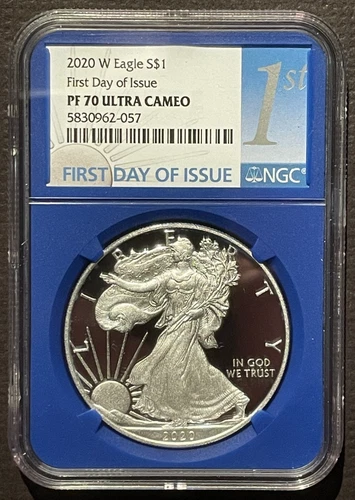 2020 W Eagle S$1
First Day of Issue
PF 70 ULTRA CAMEO
5830962-057
1st
FIRST DAY OF ISSUE
NGC
LIBERTY
IN GOD
WE TRUST
2020